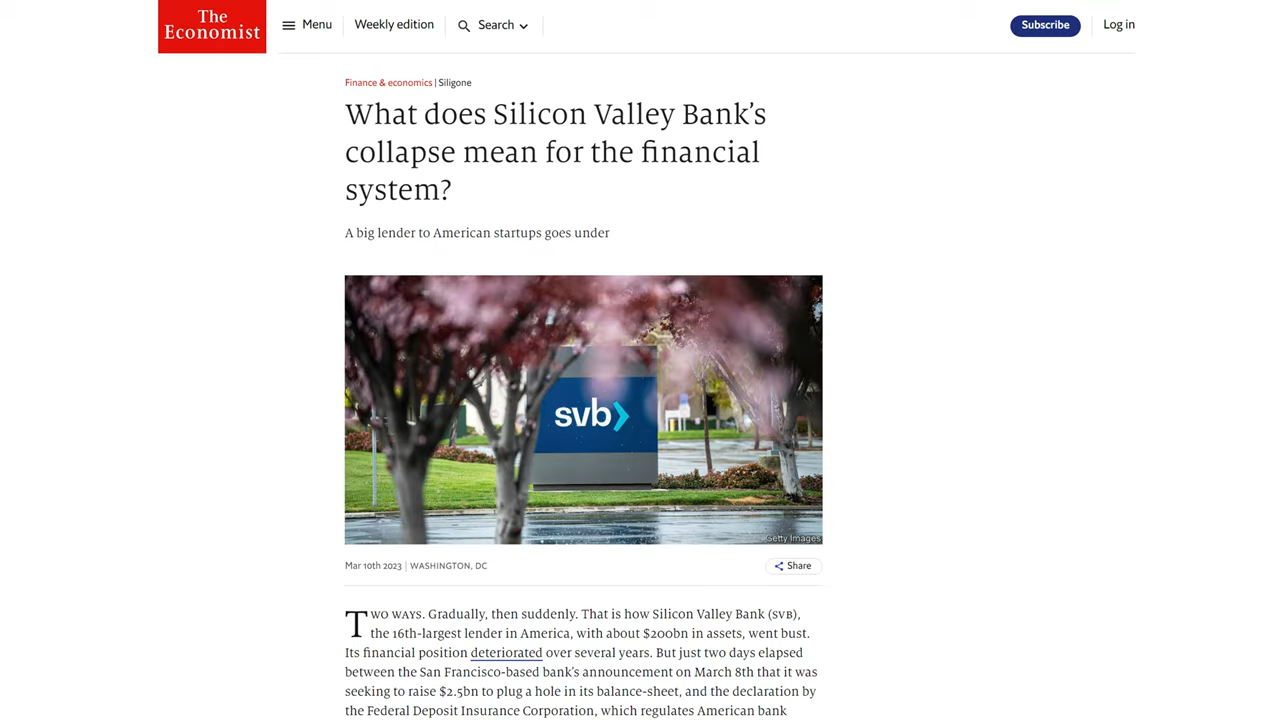 The
Economist
Menu
Weekly edition
Search
Subscribe
Log in
Finance & economics | Siligone
What does Silicon Valley Bank’s
collapse mean for the financial
system?
A big lender to American startups goes under
svb
Getty Images
Mar 10th 2023 | WASHINGTON, DC
Share
TWO WAYS. Gradually, then suddenly. That is how Silicon Valley Bank (SVB),
the 16th-largest lender in America, with about $200bn in assets, went bust.
Its financial position deteriorated over several years. But just two days elapsed
between the San Francisco-based bank’s announcement on March 8th that it was
seeking to raise $2.5bn to plug a hole in its balance-sheet, and the declaration by
the Federal Deposit Insurance Corporation, which regulates American bank